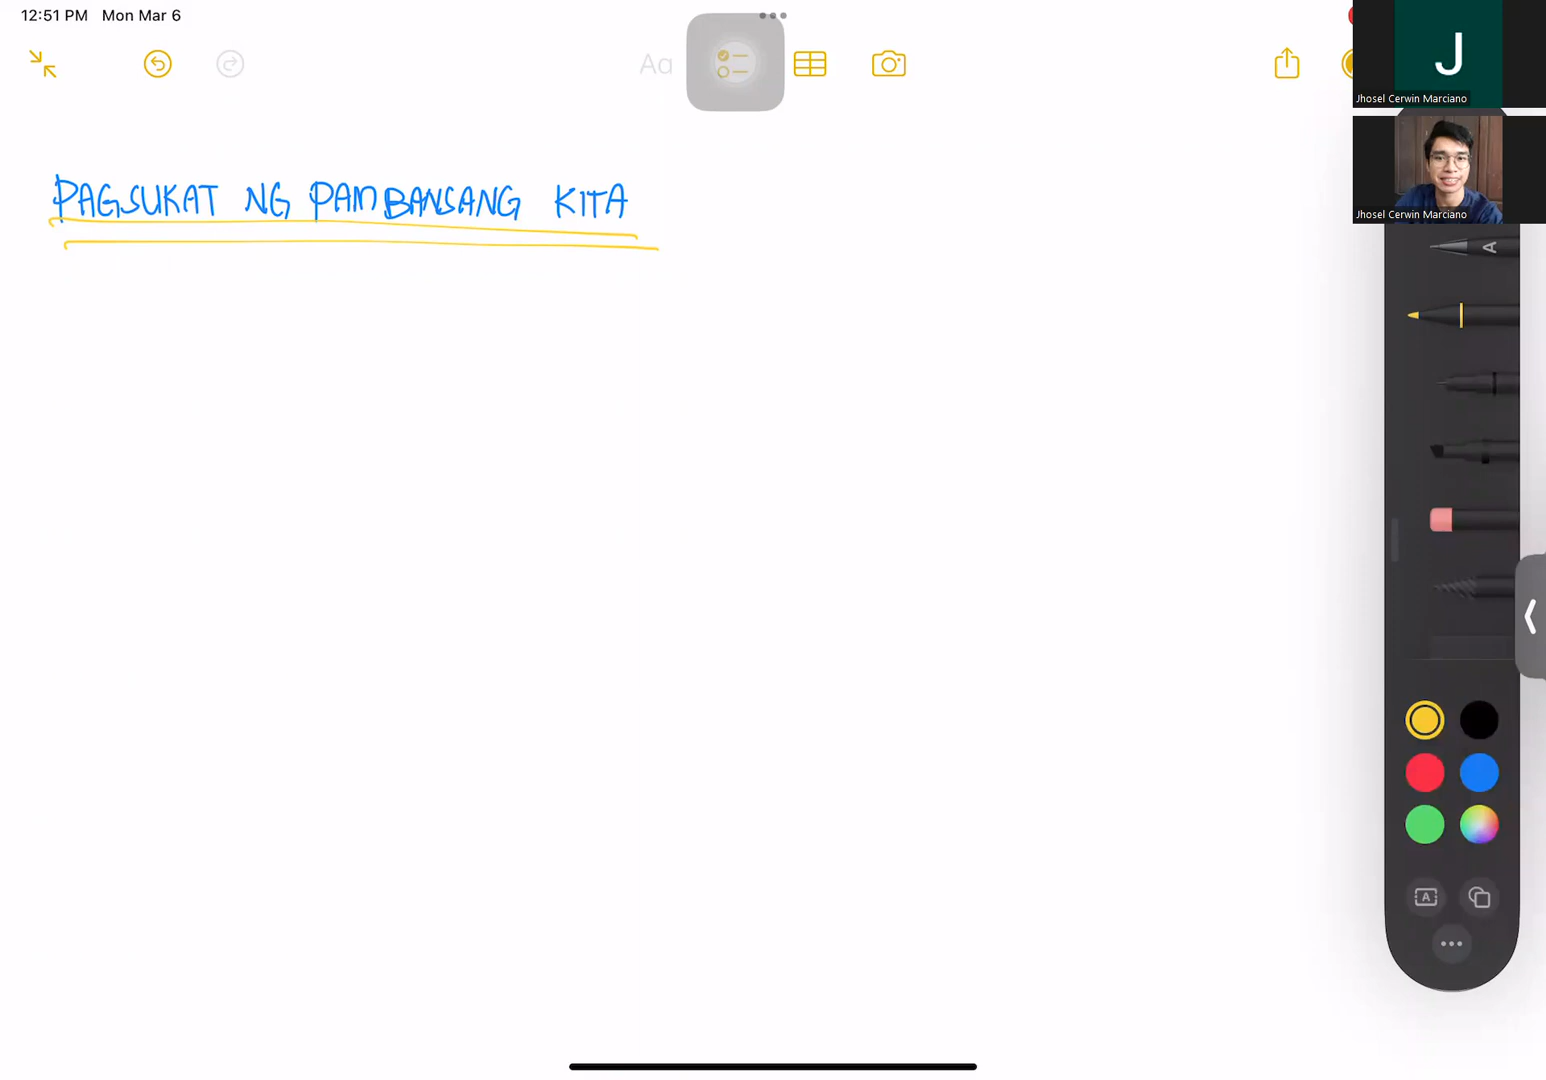 12:51 PM Mon Mar 6
Aa
J
Jhosel Cerwin Marciano
Jhosel Cerwin Marciano
PAGSUKAT NG PAMBANSANG KITA
A
A